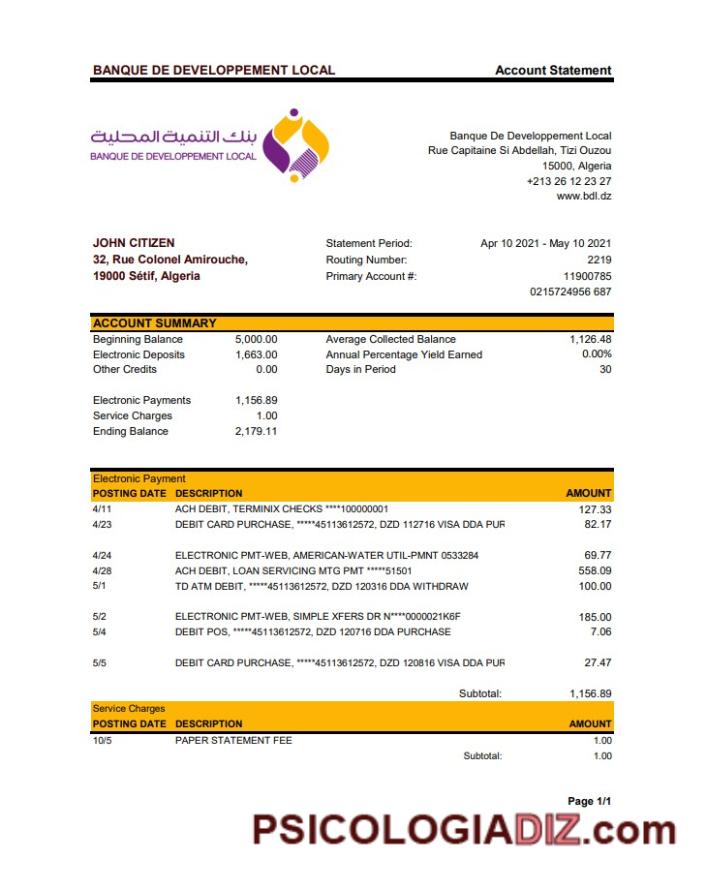 BANQUE DE DEVELOPPEMENT LOCAL Account Statement
بنك التنمية المحلية
BANQUE DE DEVELOPPEMENT LOCAL
Banque De Developpement Local
Rue Capitaine Si Abdellah, Tizi Ouzou
15000, Algeria
+213 26 12 23 27
www.bdl.dz
JOHN CITIZEN Statement Period: Apr 10 2021 - May 10 2021
32, Rue Colonel Amirouche, Routing Number: 2219
19000 Sétif, Algeria Primary Account #: 11900785
0215724956 687
ACCOUNT SUMMARY
Beginning Balance 5,000.00 Average Collected Balance 1,126.48
Electronic Deposits 1,663.00 Annual Percentage Yield Earned 0.00%
Other Credits 0.00 Days in Period 30
Electronic Payments 1,156.89
Service Charges 1.00
Ending Balance 2,179.11
Electronic Payment
POSTING DATE DESCRIPTION AMOUNT
4/11 ACH DEBIT, TERMINIX CHECKS ****100000001 127.33
4/23 DEBIT CARD PURCHASE, *****45113612572, DZD 112716 VISA DDA PUR 82.17
4/24 ELECTRONIC PMT-WEB, AMERICAN-WATER UTIL-PMNT 0533284 69.77
4/28 ACH DEBIT, LOAN SERVICING MTG PMT *****51501 558.09
5/1 TD ATM DEBIT, *****45113612572, DZD 120316 DDA WITHDRAW 100.00
5/2 ELECTRONIC PMT-WEB, SIMPLE XFERS DR N****0000021K6F 185.00
5/4 DEBIT POS, *****45113612572, DZD 120716 DDA PURCHASE 7.06
5/5 DEBIT CARD PURCHASE, *****45113612572, DZD 120816 VISA DDA PUR 27.47
Subtotal: 1,156.89
Service Charges
POSTING DATE DESCRIPTION AMOUNT
10/5 PAPER STATEMENT FEE 1.00
Subtotal: 1.00
Page 1/1
PSICOLOGIADIZ.com